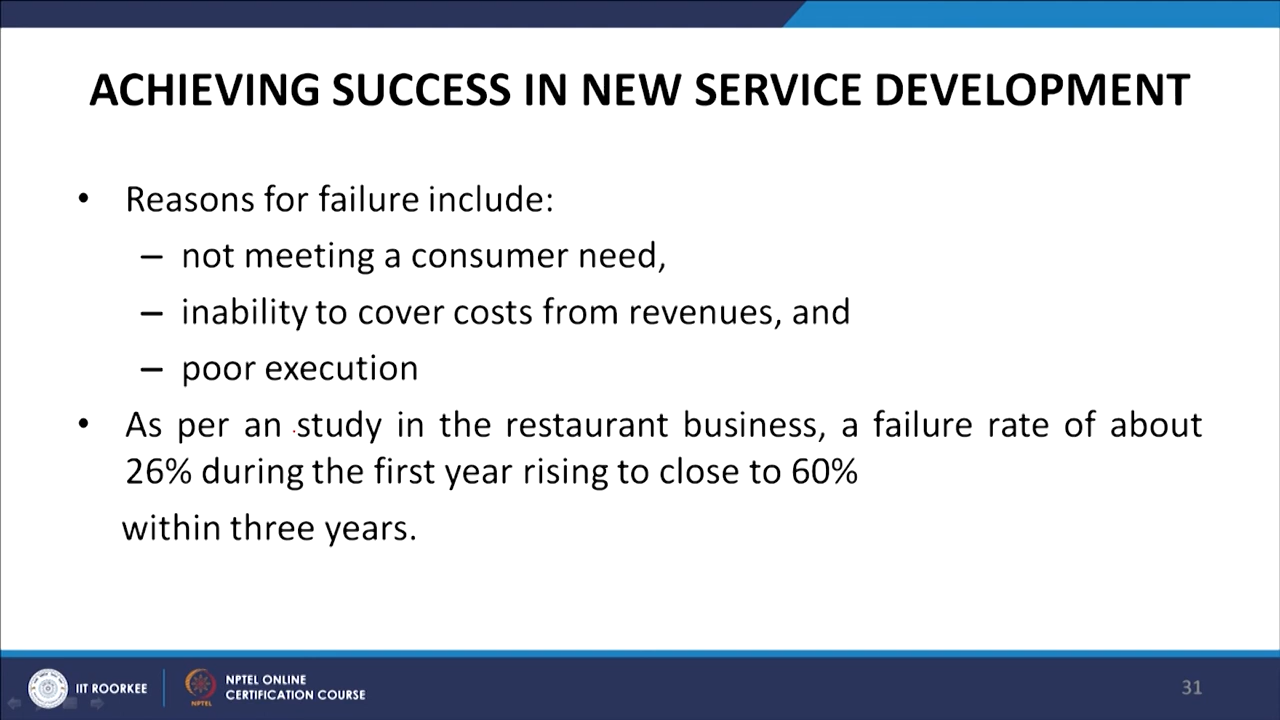 ACHIEVING SUCCESS IN NEW SERVICE DEVELOPMENT
• Reasons for failure include:
– not meeting a consumer need,
– inability to cover costs from revenues, and
– poor execution
• As per an study in the restaurant business, a failure rate of about
26% during the first year rising to close to 60%
within three years.
IIT ROORKEE
NPTEL
NPTEL ONLINE
CERTIFICATION COURSE
31